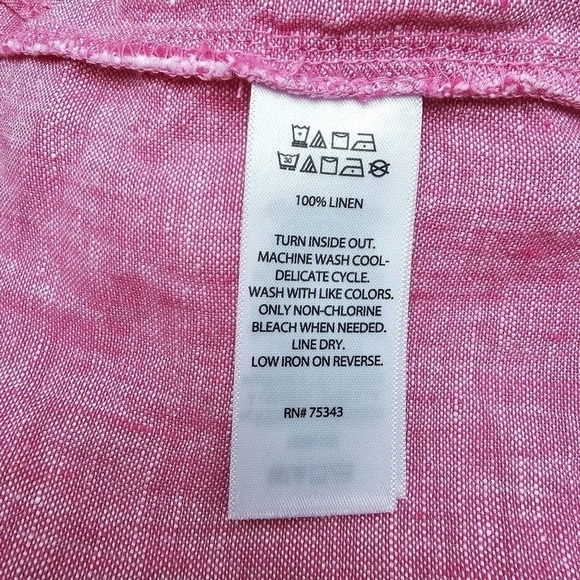 30
100% LINEN
TURN INSIDE OUT.
MACHINE WASH COOL-
DELICATE CYCLE.
WASH WITH LIKE COLORS.
ONLY NON-CHLORINE
BLEACH WHEN NEEDED.
LINE DRY.
LOW IRON ON REVERSE.
RN# 75343